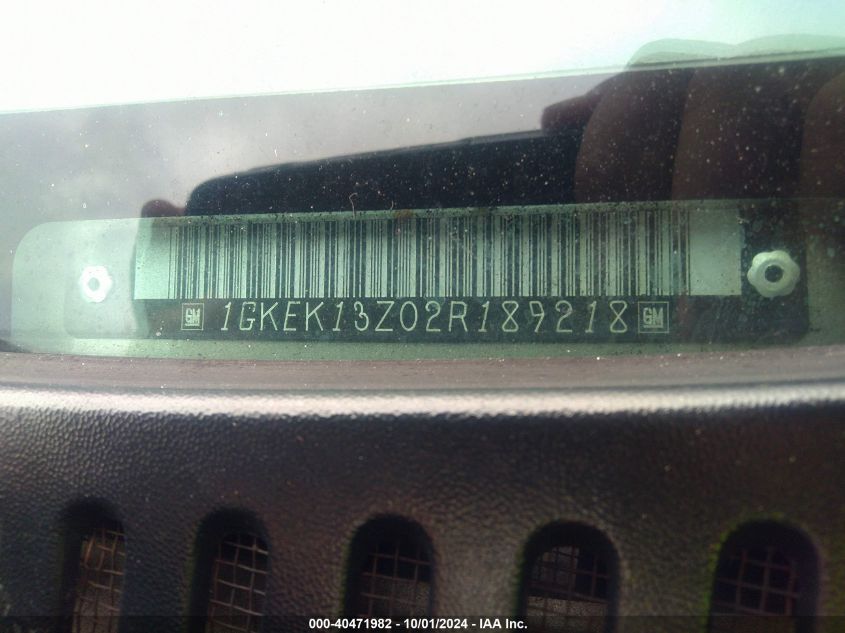 GM 1GKEK13Z02R189218 GM
000-40471982 - 10/01/2024 - IAA Inc.